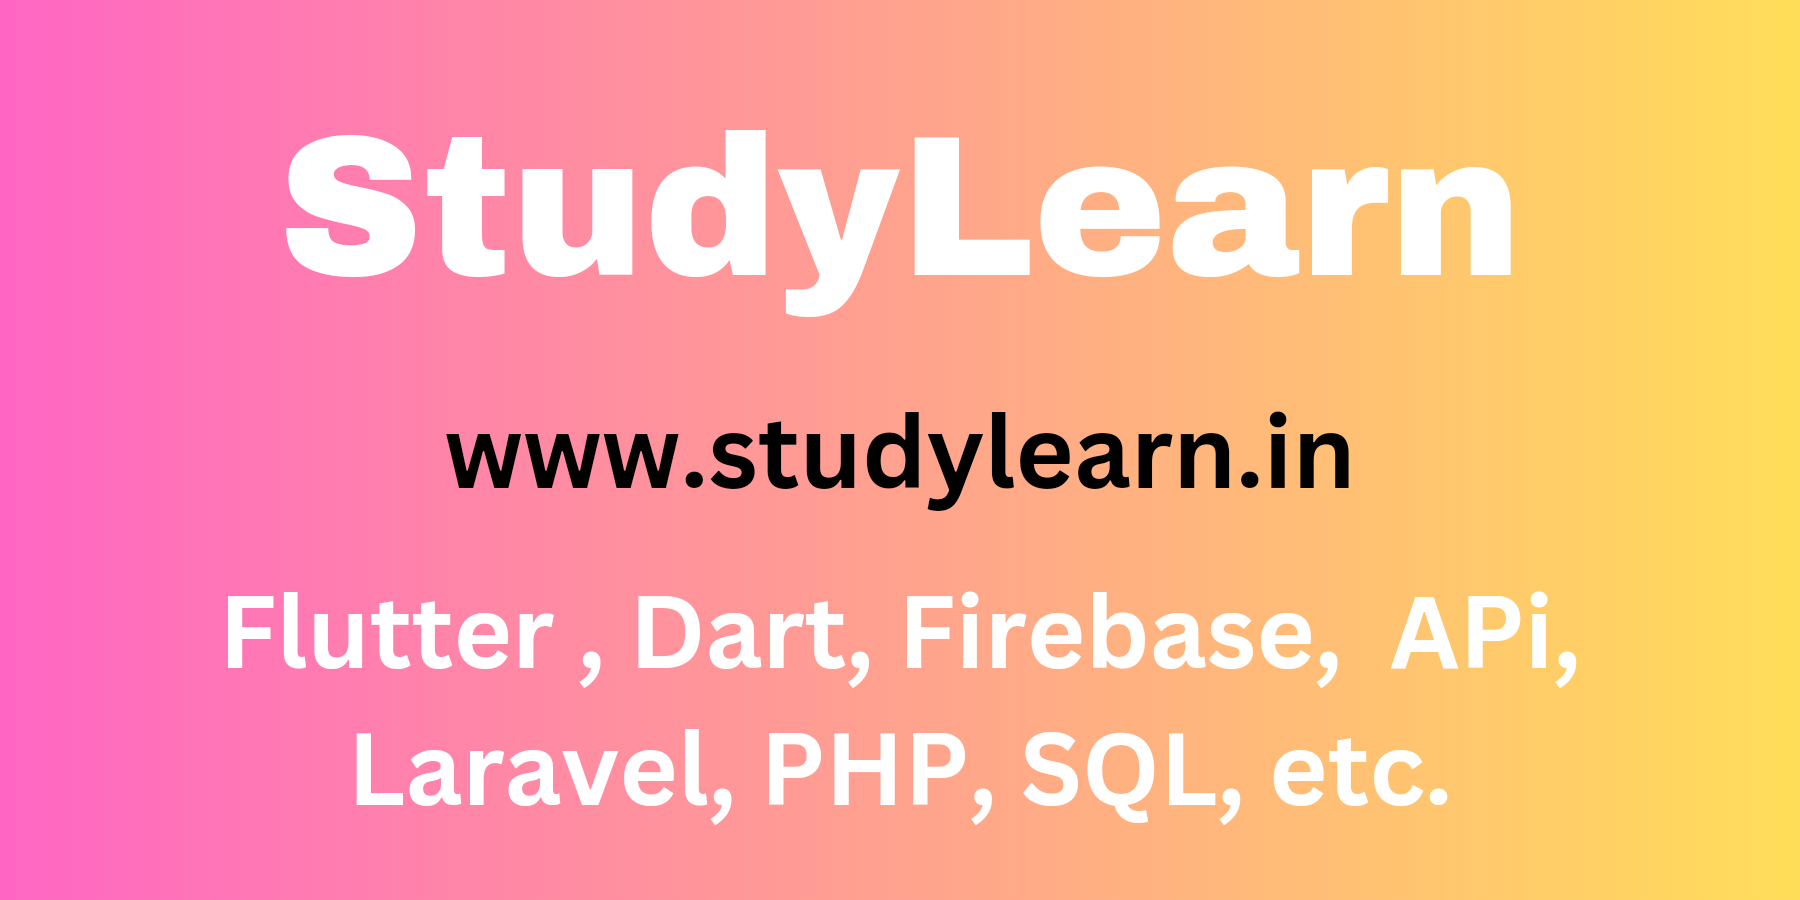 StudyLearn
www.studylearn.in
Flutter , Dart, Firebase,  APi,
Laravel, PHP, SQL, etc.